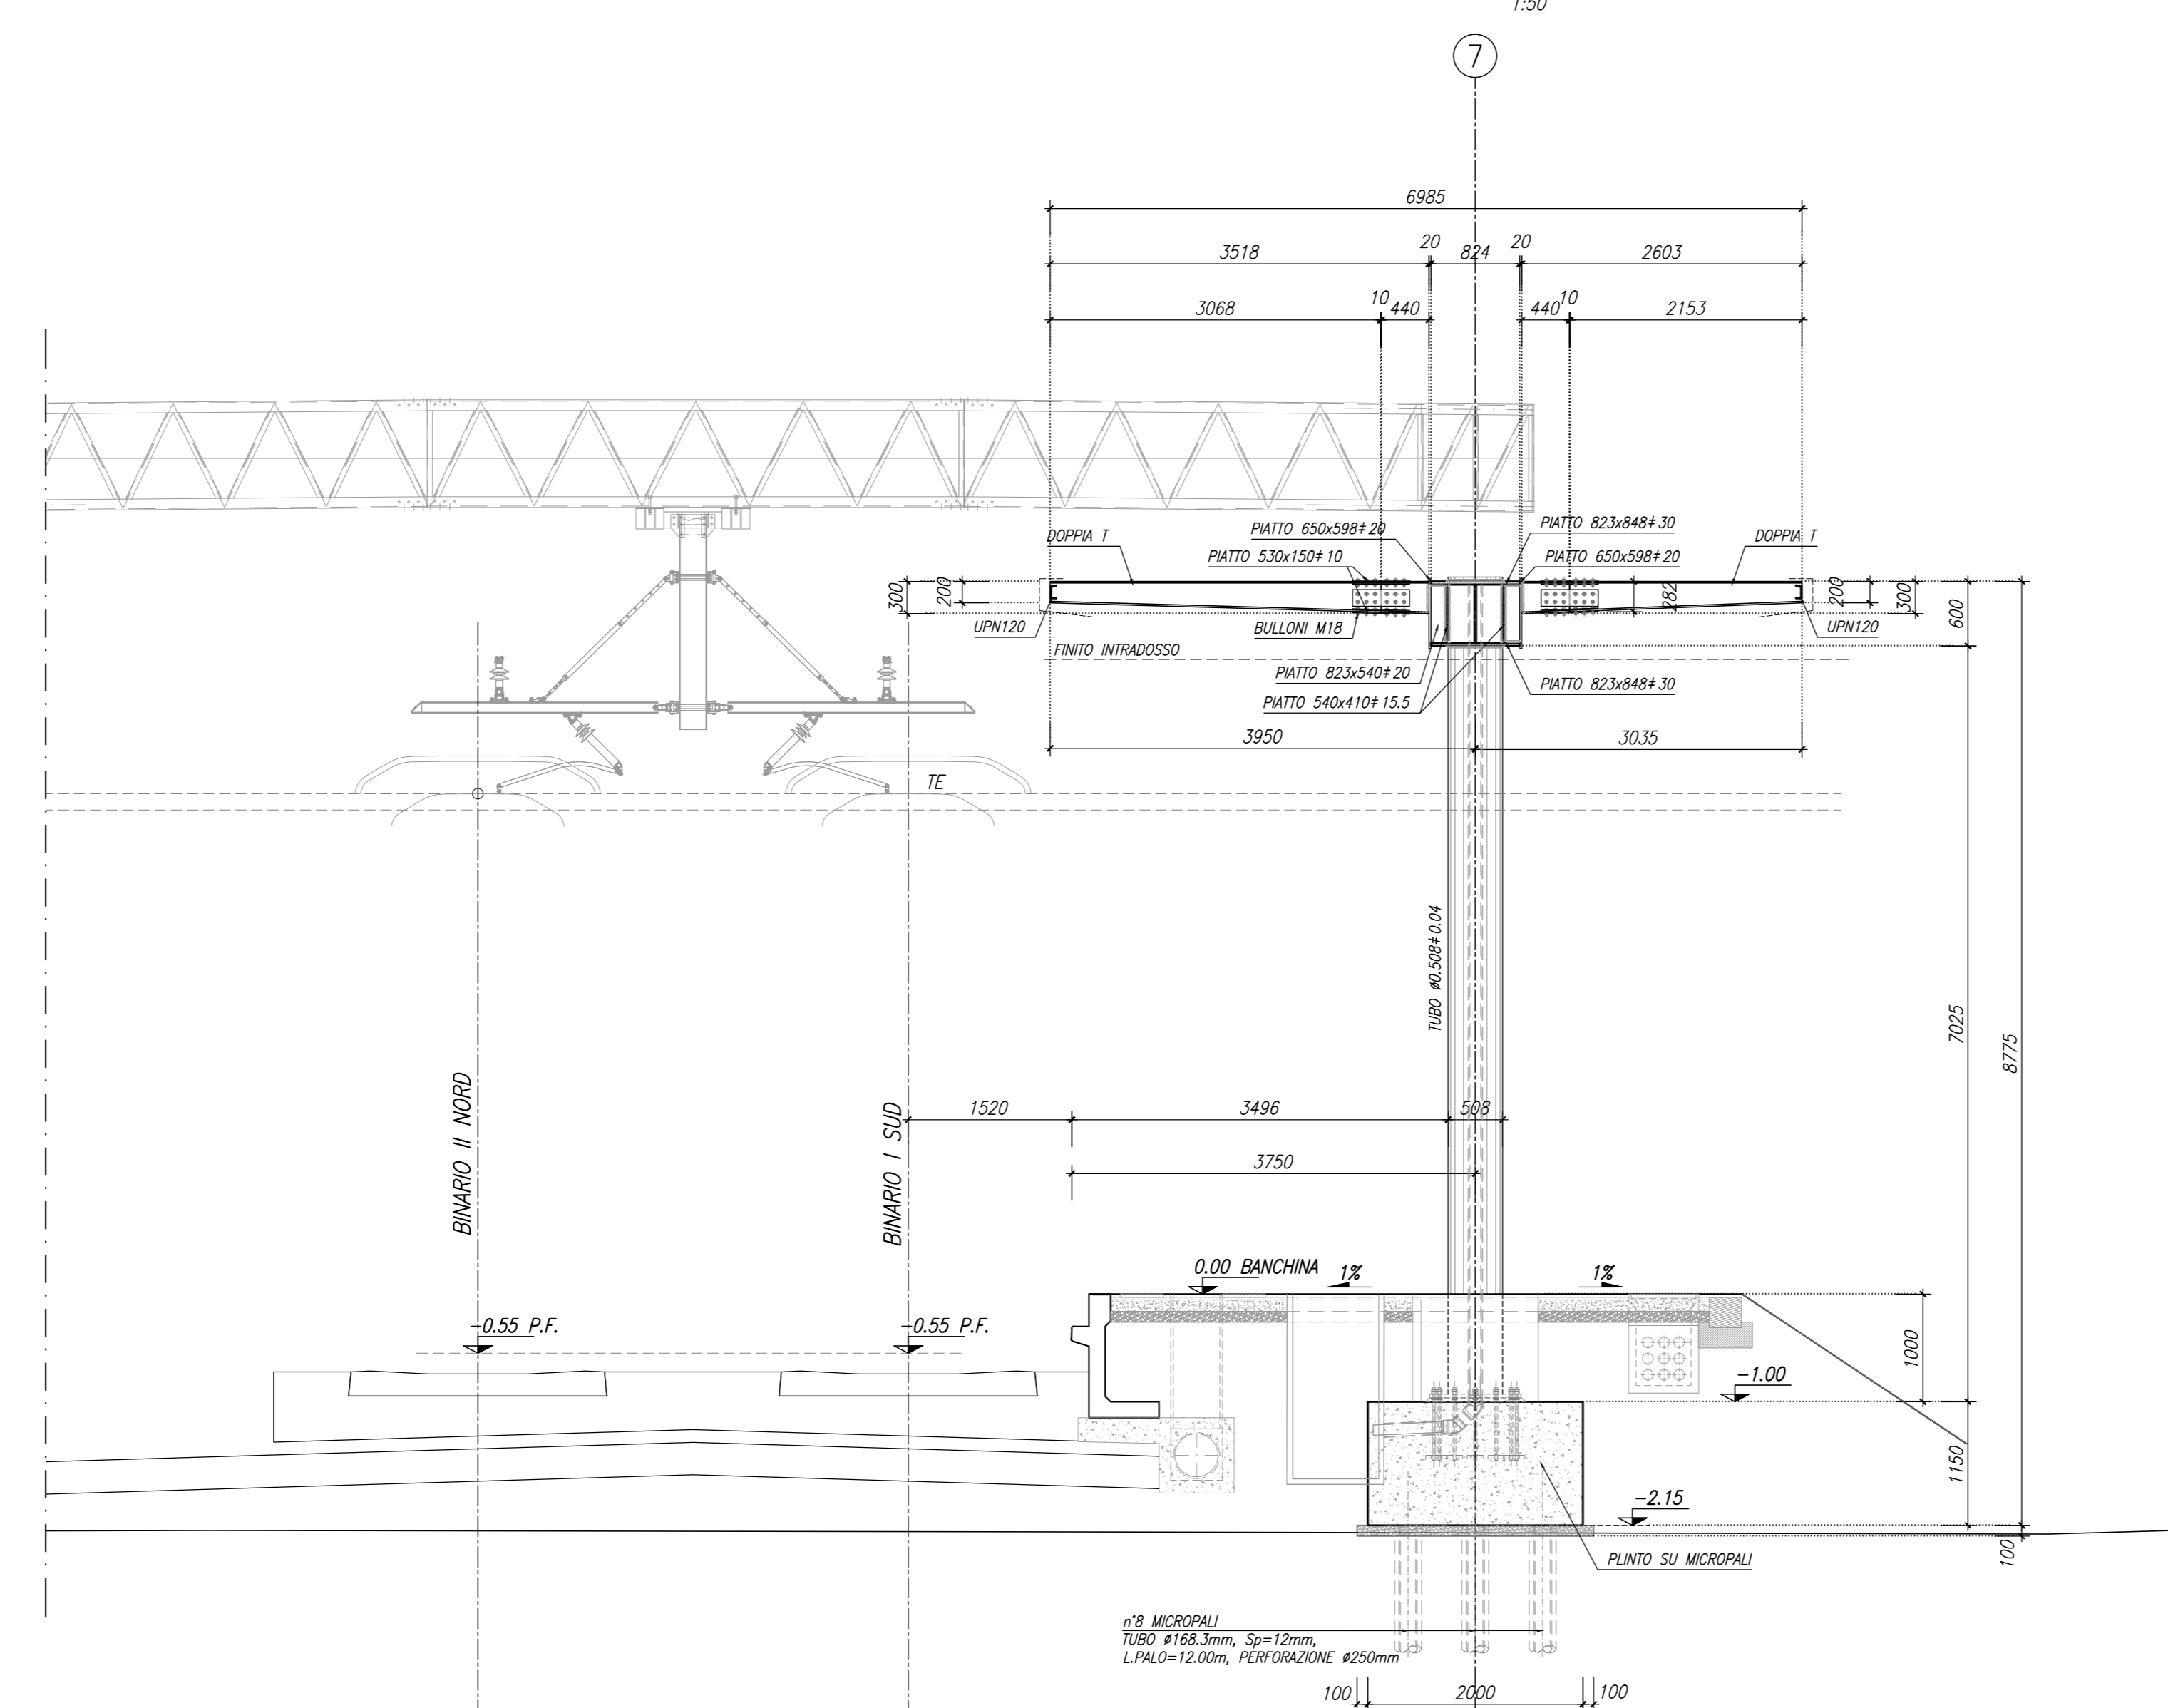 1:50
7
6985
3518
20
824
20
2603
3068
10
440
440
10
2153
PIATTO 650x598‡20
PIATTO 823x848‡30
DOPPIA T
DOPPIA T
PIATTO 530x150‡10
PIATTO 650x598‡20
300
200
282
200
300
600
UPN120
BULLONI M18
UPN120
FINITO INTRADOSSO
PIATTO 823x540‡20
PIATTO 823x848‡30
PIATTO 540x410‡15.5
3950
3035
TE
TUBO ø0.508‡0.04
7025
8775
BINARIO II NORD
BINARIO I SUD
1520
3496
508
3750
0.00 BANCHINA
1%
1%
-0.55 P.F.
-0.55 P.F.
1000
-1.00
1150
-2.15
100
PLINTO SU MICROPALI
n°8 MICROPALI
TUBO ø168.3mm, Sp=12mm,
L.PALO=12.00m, PERFORAZIONE ø250mm
100
2000
100